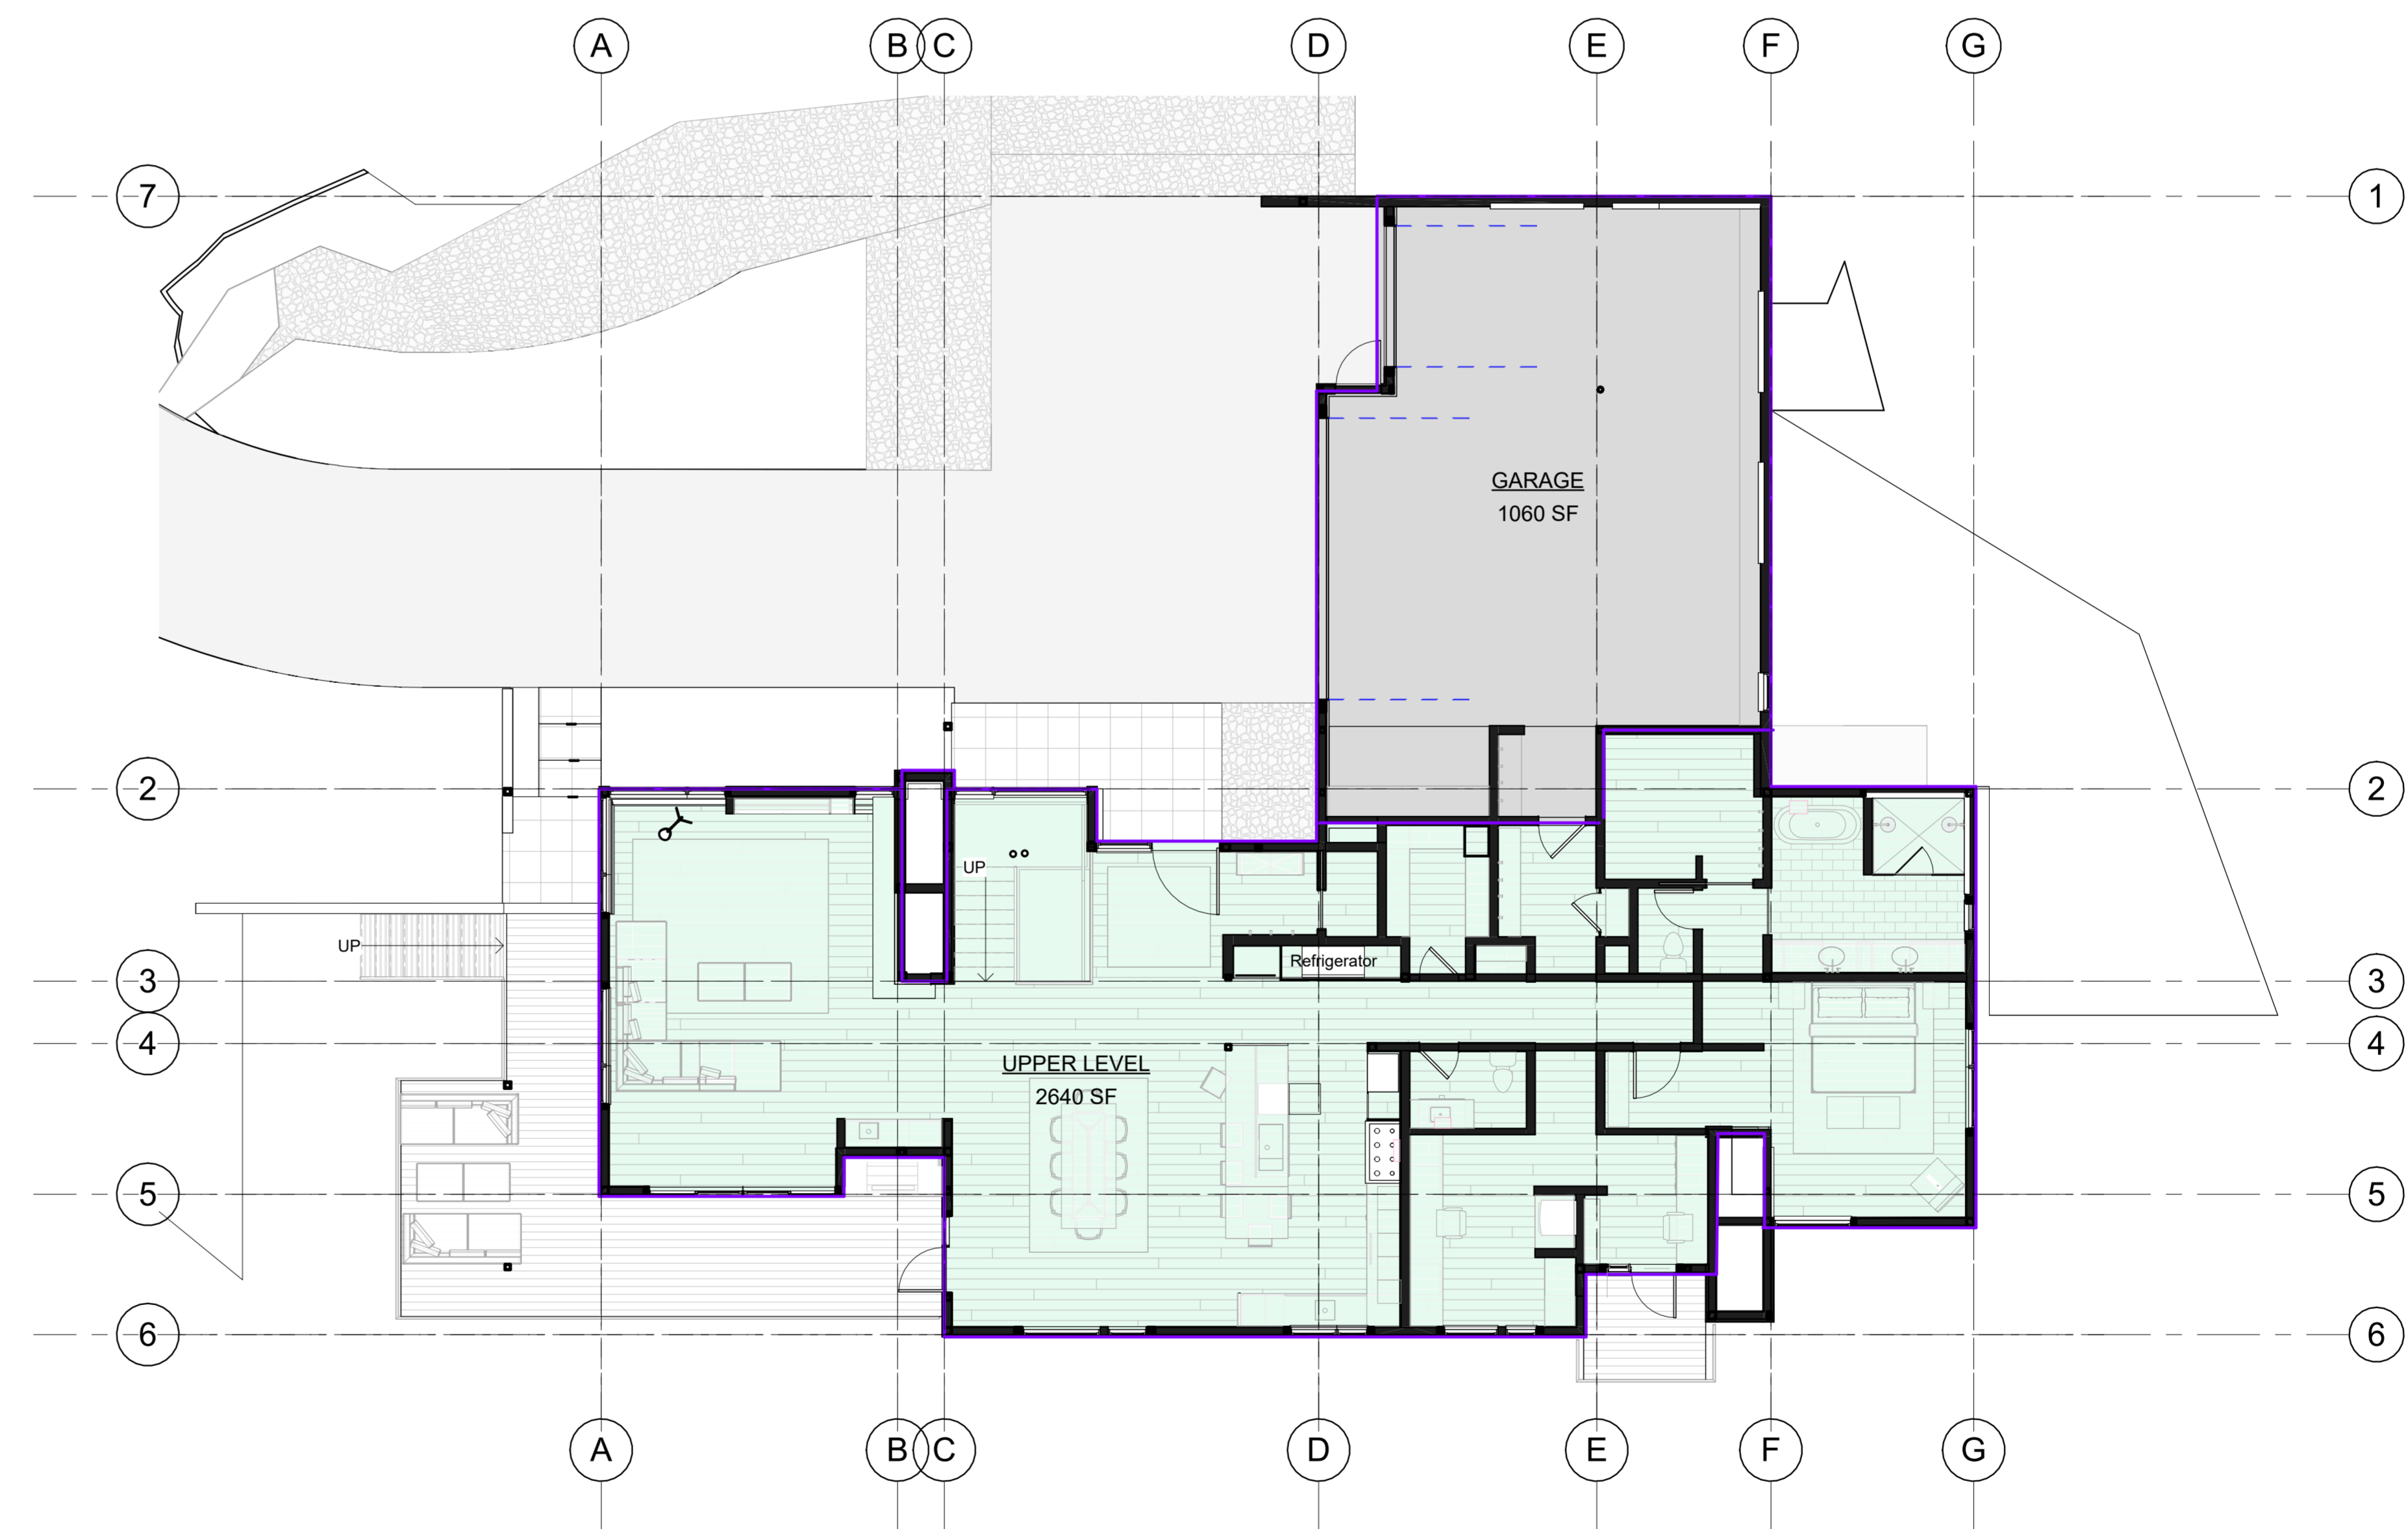 A B C D E F G
7 1
GARAGE
1060 SF
2 2
UP
UP
Refrigerator
3 3
4 4
UPPER LEVEL
2640 SF
5 5
6 6
A B C D E F G